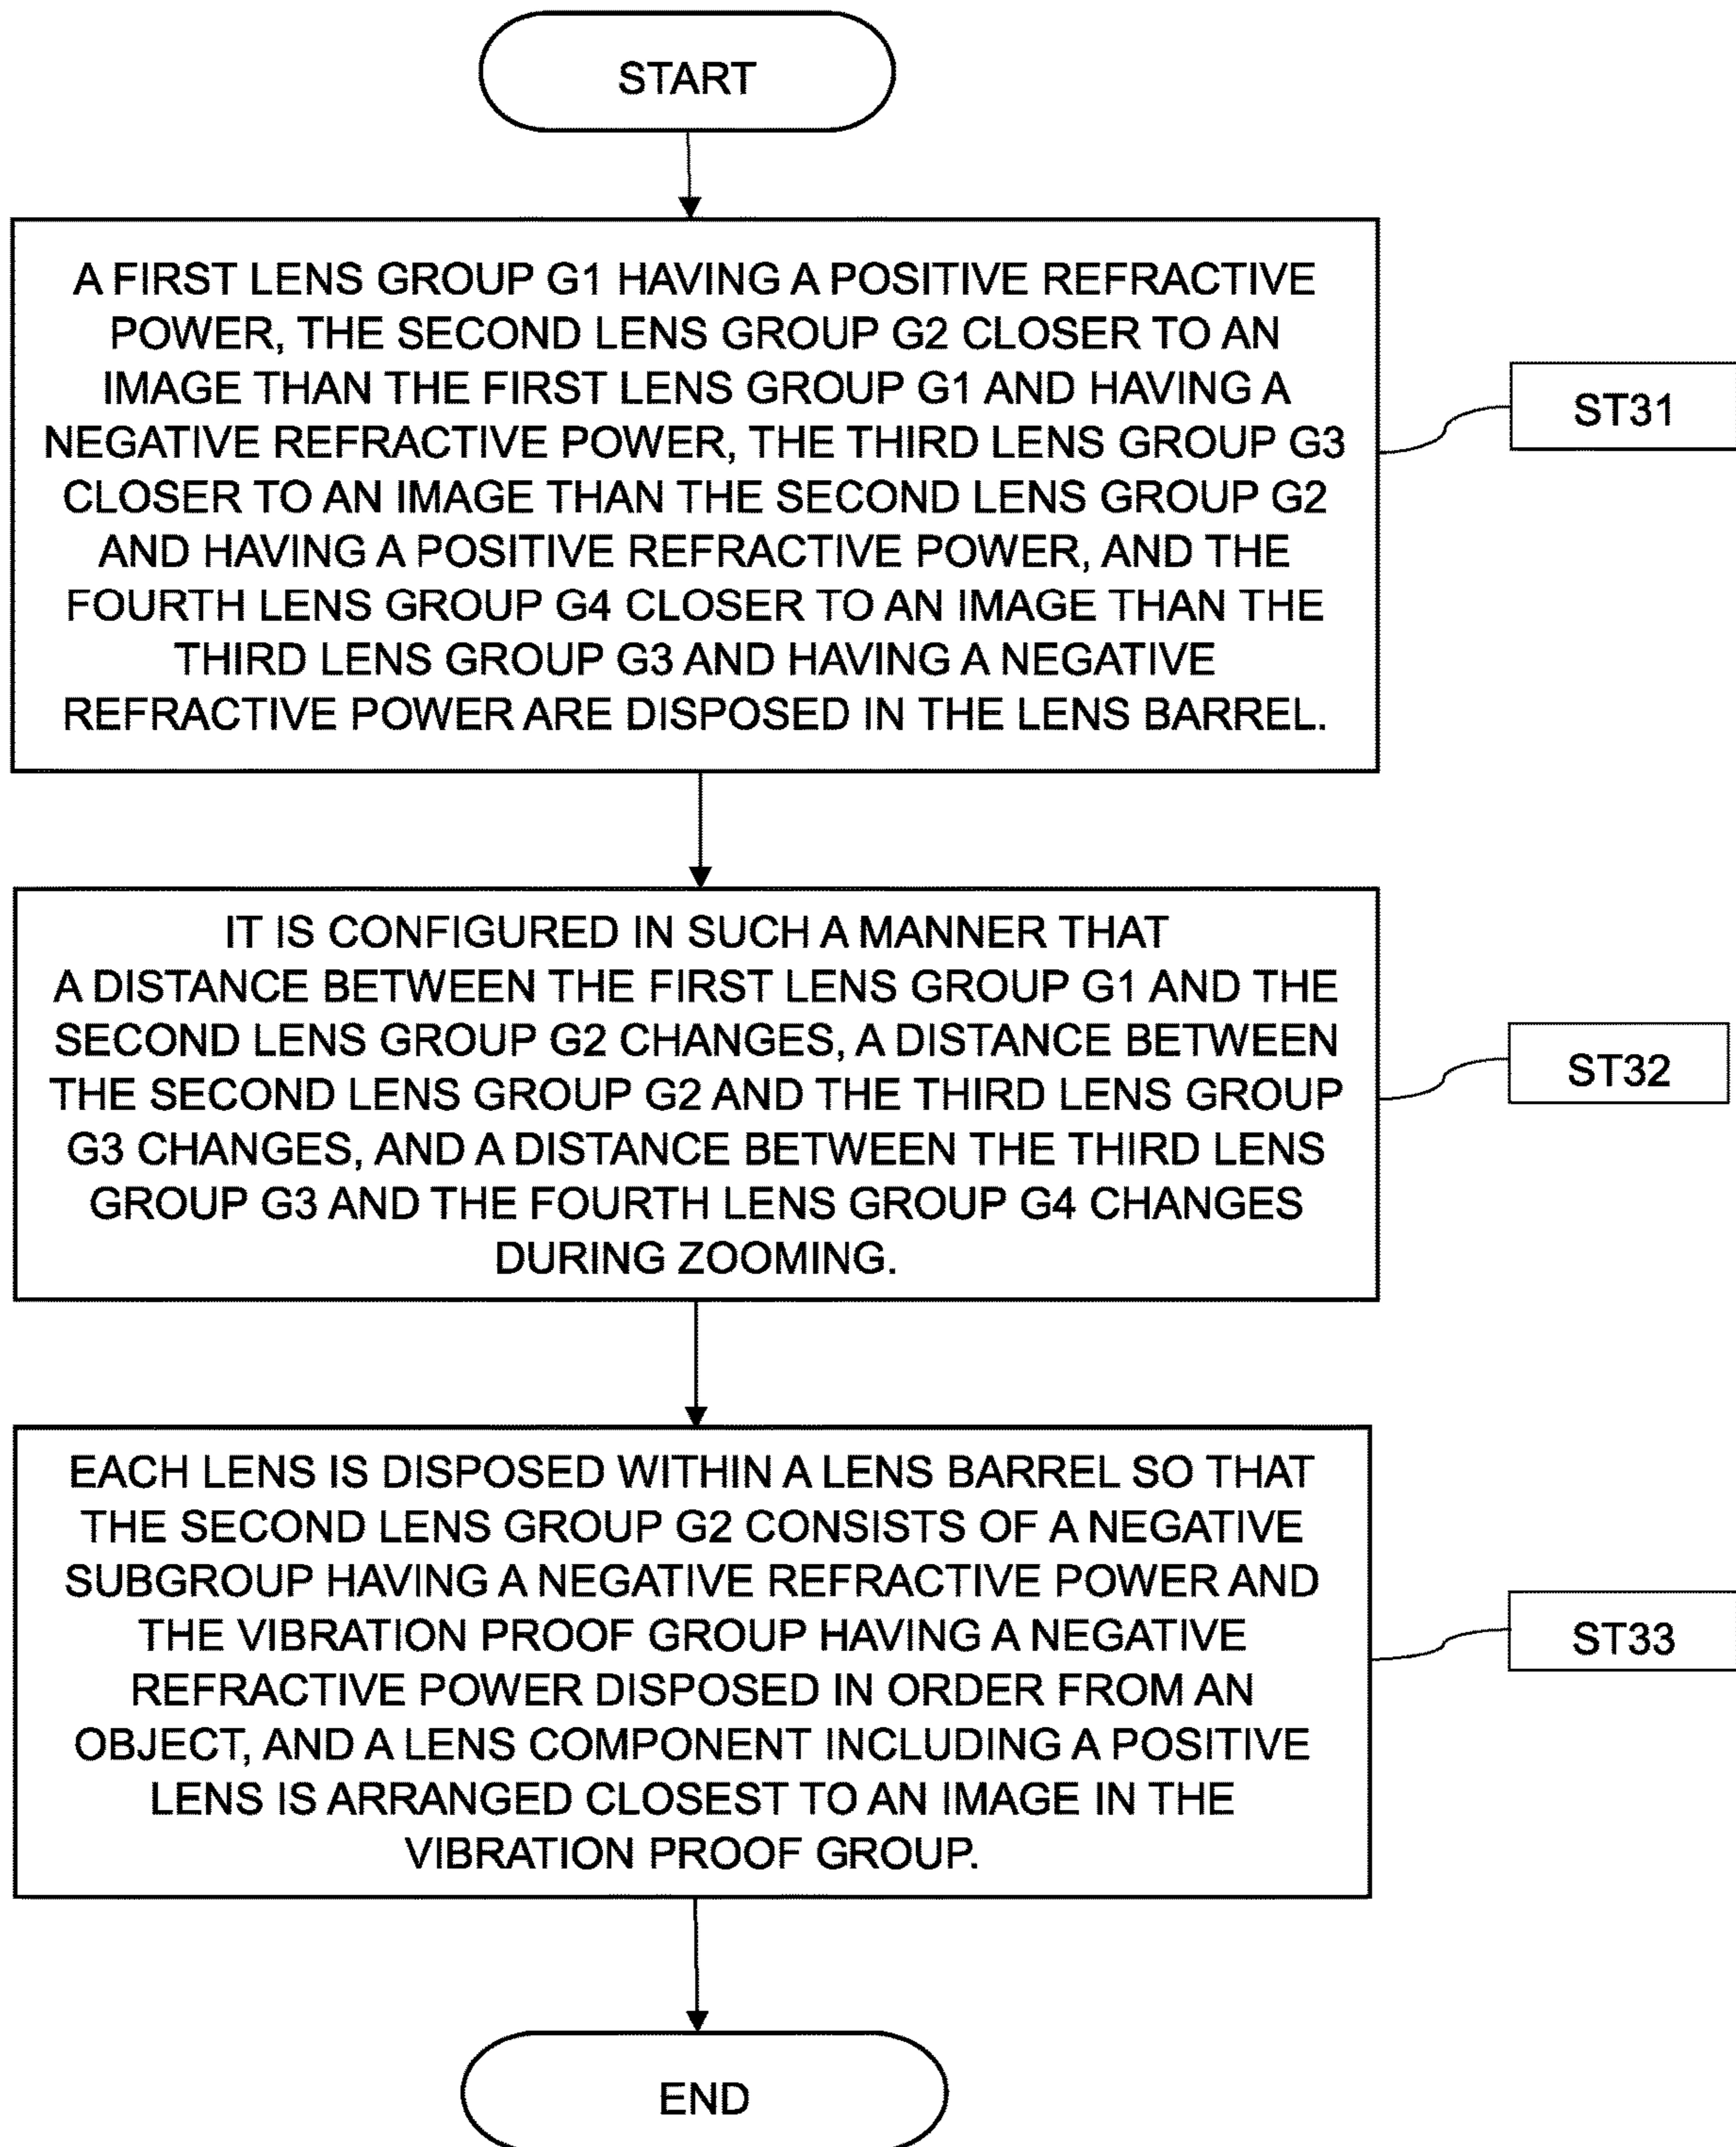 START
A FIRST LENS GROUP G1 HAVING A POSITIVE REFRACTIVE
POWER, THE SECOND LENS GROUP G2 CLOSER TO AN
IMAGE THAN THE FIRST LENS GROUP G1 AND HAVING A
NEGATIVE REFRACTIVE POWER, THE THIRD LENS GROUP G3
CLOSER TO AN IMAGE THAN THE SECOND LENS GROUP G2
AND HAVING A POSITIVE REFRACTIVE POWER, AND THE
FOURTH LENS GROUP G4 CLOSER TO AN IMAGE THAN THE
THIRD LENS GROUP G3 AND HAVING A NEGATIVE
REFRACTIVE POWER ARE DISPOSED IN THE LENS BARREL.
ST31
IT IS CONFIGURED IN SUCH A MANNER THAT
A DISTANCE BETWEEN THE FIRST LENS GROUP G1 AND THE
SECOND LENS GROUP G2 CHANGES, A DISTANCE BETWEEN
THE SECOND LENS GROUP G2 AND THE THIRD LENS GROUP
G3 CHANGES, AND A DISTANCE BETWEEN THE THIRD LENS
GROUP G3 AND THE FOURTH LENS GROUP G4 CHANGES
DURING ZOOMING.
ST32
EACH LENS IS DISPOSED WITHIN A LENS BARREL SO THAT
THE SECOND LENS GROUP G2 CONSISTS OF A NEGATIVE
SUBGROUP HAVING A NEGATIVE REFRACTIVE POWER AND
THE VIBRATION PROOF GROUP HAVING A NEGATIVE
REFRACTIVE POWER DISPOSED IN ORDER FROM AN
OBJECT, AND A LENS COMPONENT INCLUDING A POSITIVE
LENS IS ARRANGED CLOSEST TO AN IMAGE IN THE
VIBRATION PROOF GROUP.
ST33
END